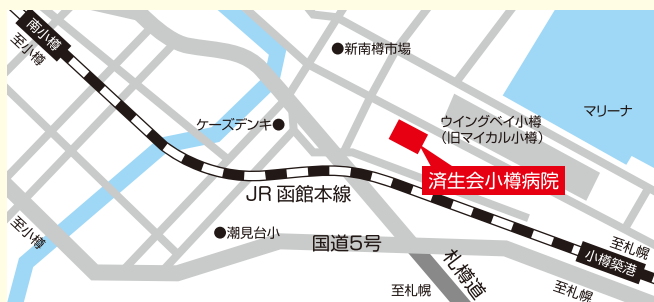 南小樽
至小樽
新南樽市場
マリーナ
ケーズデンキ
ウイングベイ小樽
（旧マイカル小樽）
済生会小樽病院
JR 函館本線
至小樽
潮見台小
国道5号
札樽道
至札幌
小樽築港
至札幌
至札幌